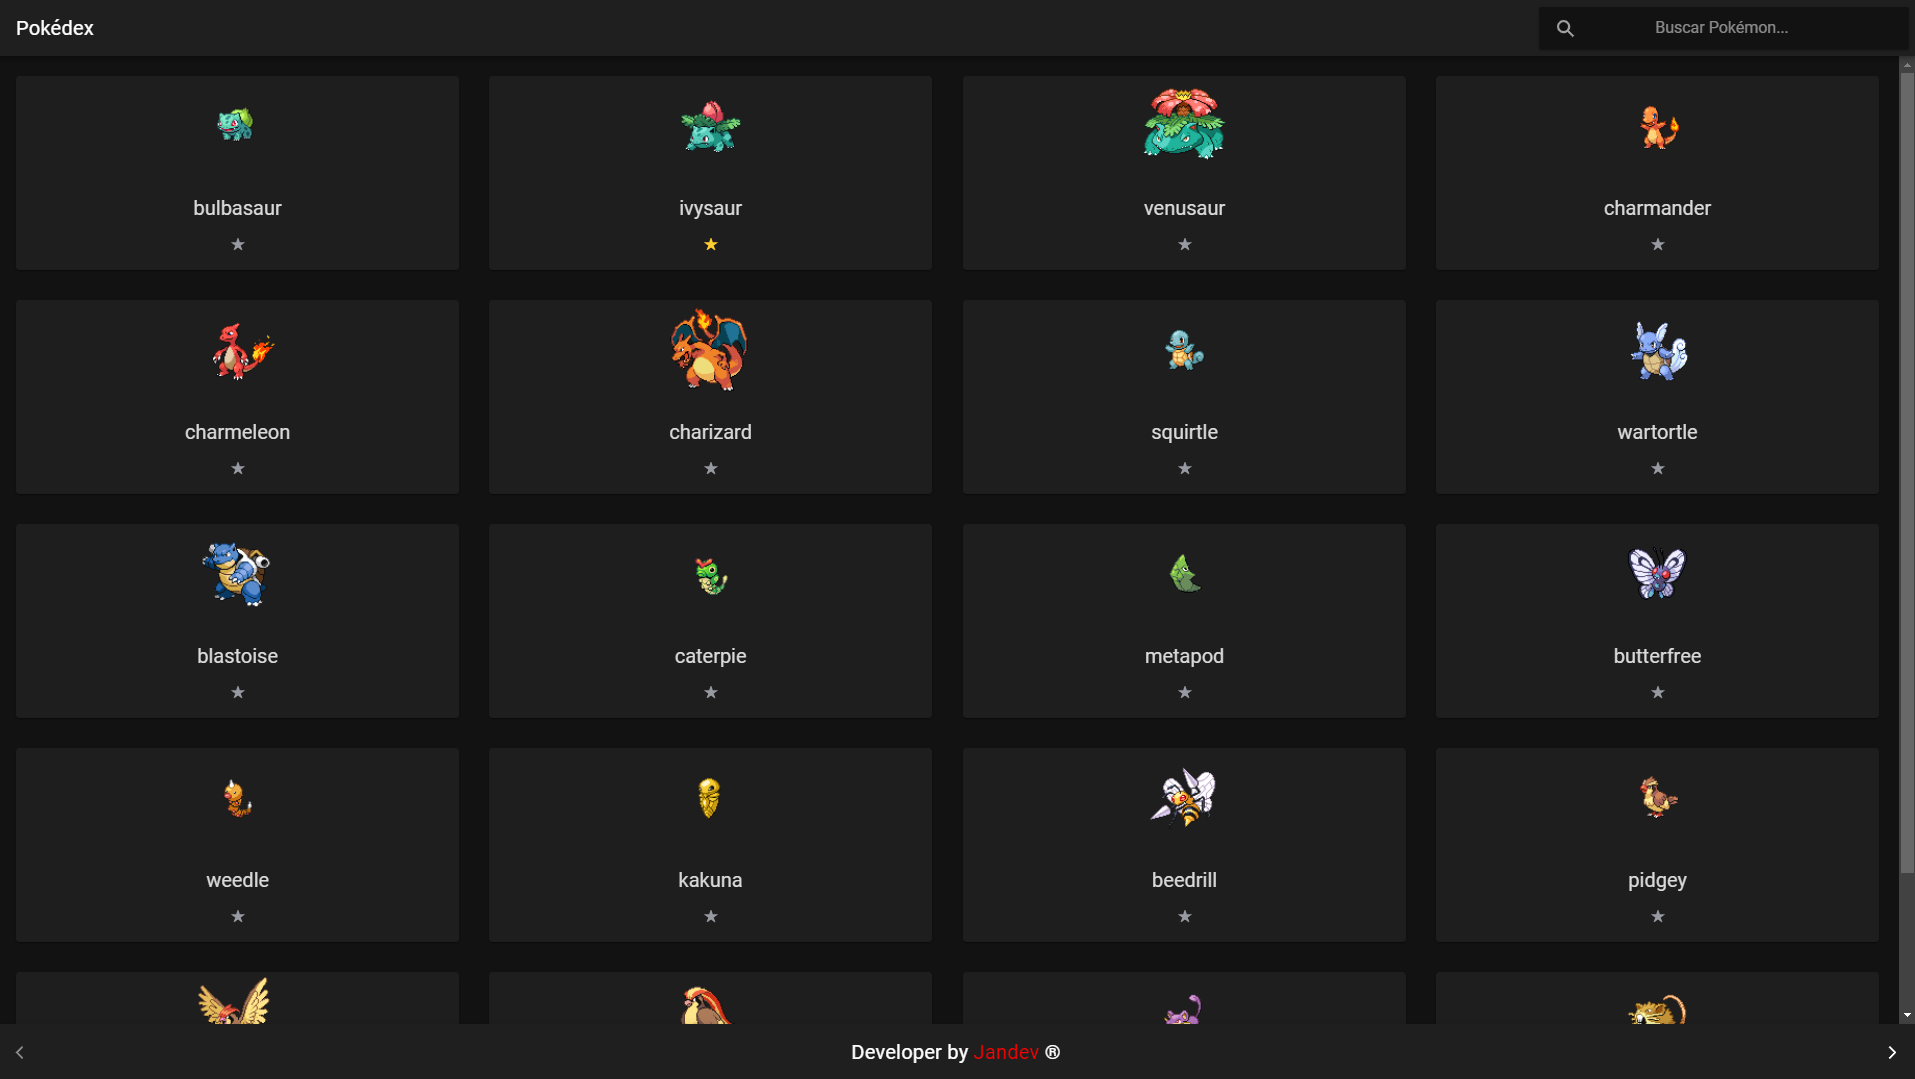 Pokédex
Buscar Pokémon...
bulbasaur
ivysaur
venusaur
charmander
charmeleon
charizard
squirtle
wartortle
blastoise
caterpie
metapod
butterfree
weedle
kakuna
beedrill
pidgey
Developer by Jandev ®